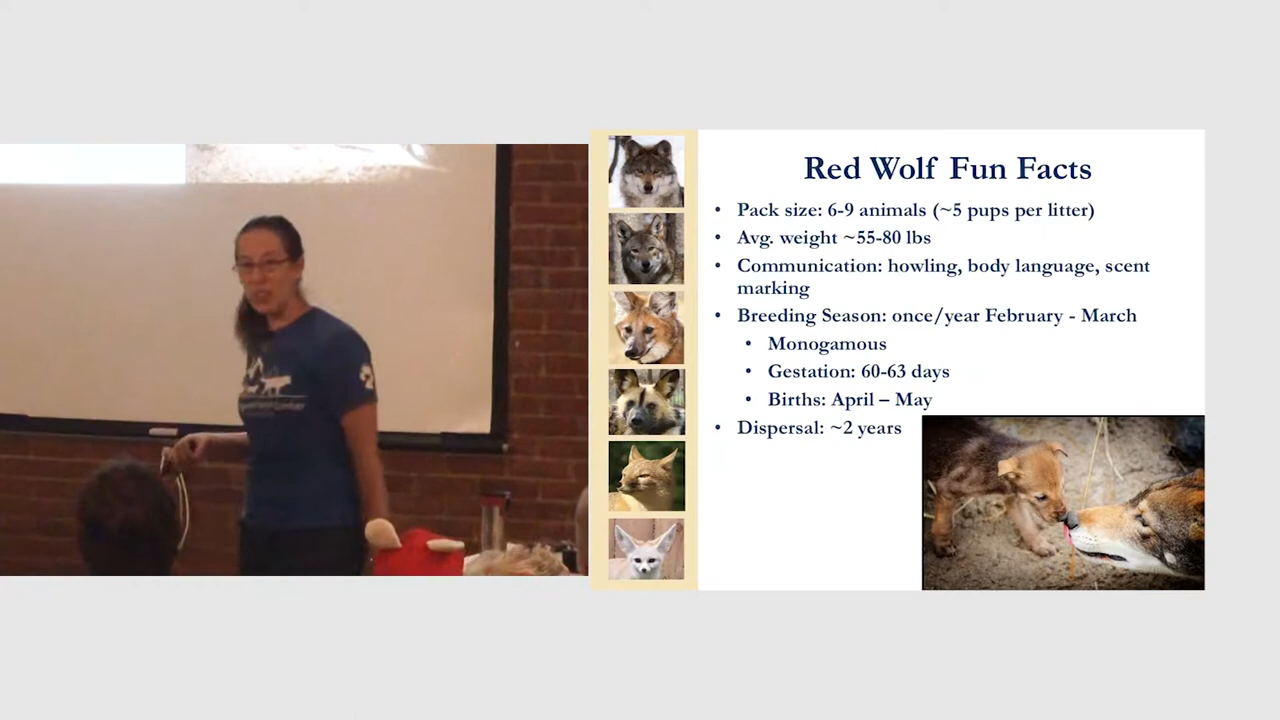 Red Wolf Fun Facts
• Pack size: 6-9 animals (~5 pups per litter)
• Avg. weight ~55-80 lbs
• Communication: howling, body language, scent
marking
• Breeding Season: once/year February - March
• Monogamous
• Gestation: 60-63 days
• Births: April – May
• Dispersal: ~2 years